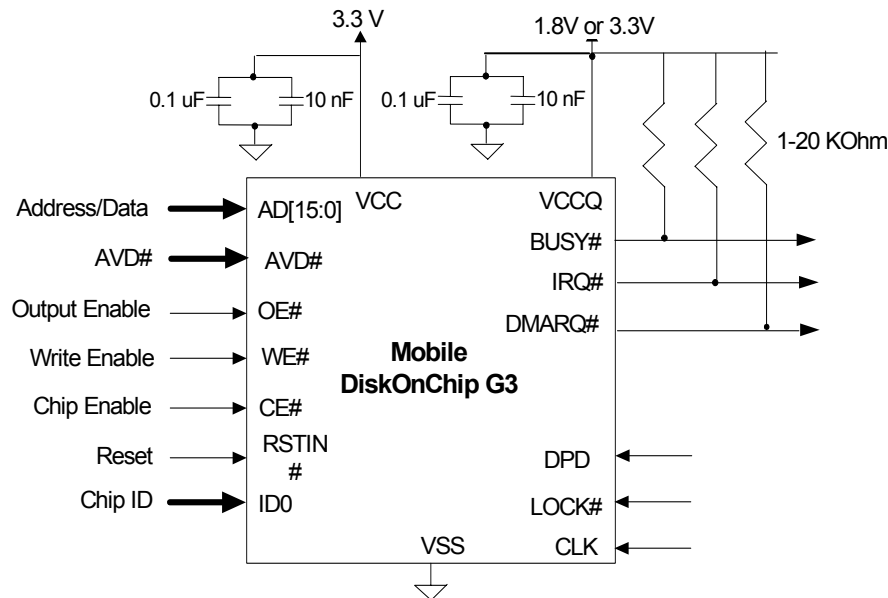 3.3 V
1.8V or 3.3V
0.1 uF
10 nF
0.1 uF
10 nF
1-20 KOhm
VCC
VCCQ
Address/Data
AD[15:0]
BUSY#
AVD#
AVD#
IRQ#
Output Enable
OE#
DMARQ#
Write Enable
WE#
Mobile
DiskOnChip G3
Chip Enable
CE#
Reset
RSTIN
#
DPD
Chip ID
ID0
LOCK#
VSS
CLK